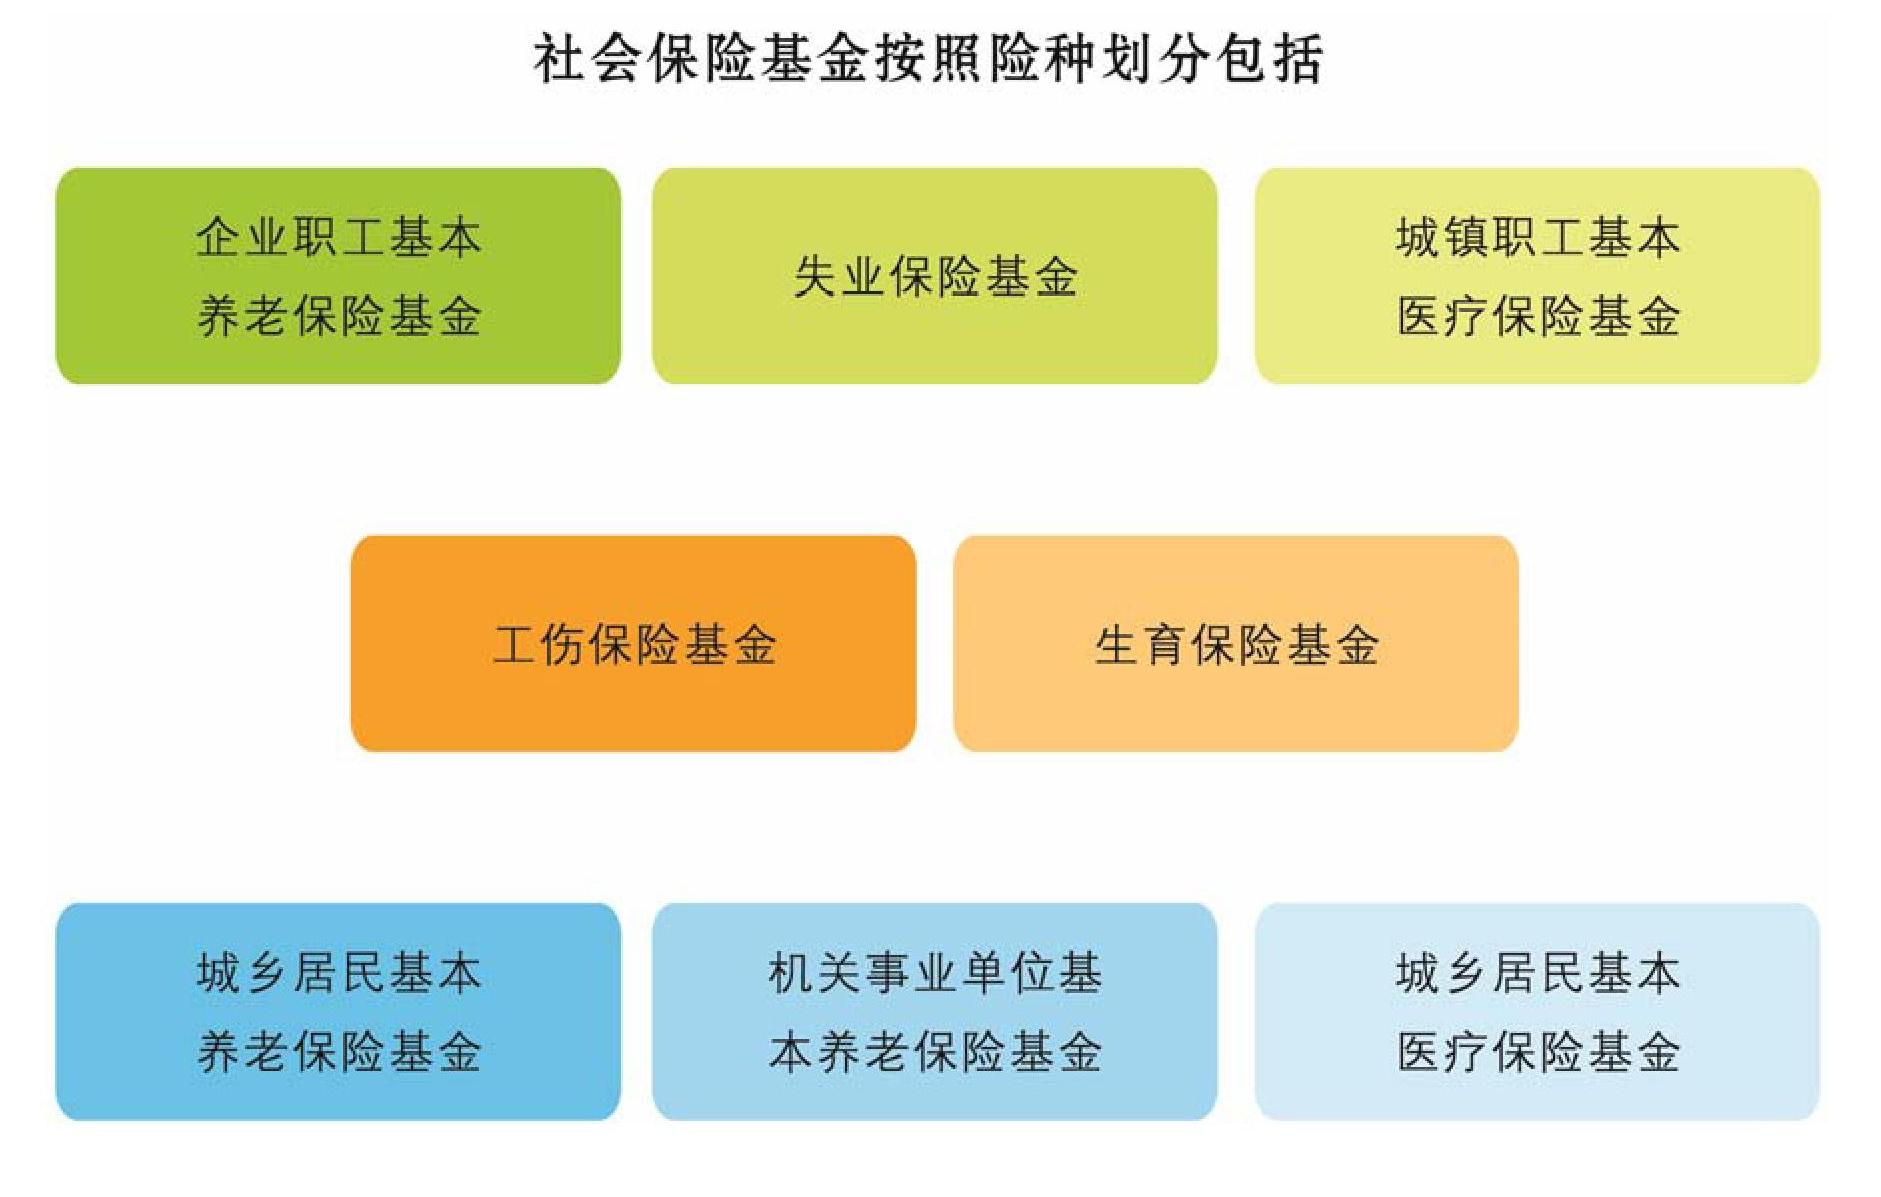 社会保险基金按照险种划分包括
企业职工基本
养老保险基金
失业保险基金
城镇职工基本
医疗保险基金
工伤保险基金
生育保险基金
城乡居民基本
养老保险基金
机关事业单位基
本养老保险基金
城乡居民基本
医疗保险基金